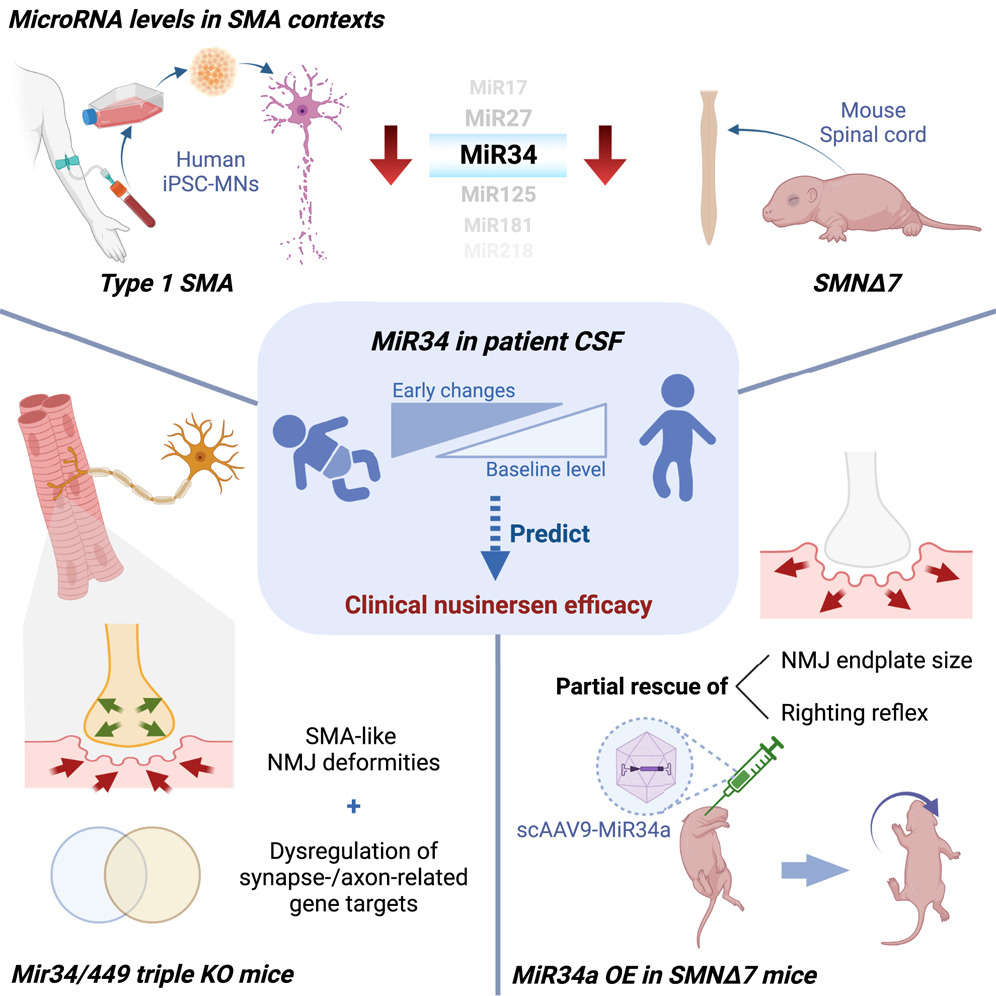 MicroRNA levels in SMA contexts
Human
iPSC-MNs
Type 1 SMA
MiR17
MiR27
MiR34
MiR125
MiR181
MiR218
Mouse
Spinal cord
SMNΔ7
MiR34 in patient CSF
Early changes
Baseline level
Predict
Clinical nusinersen efficacy
SMA-like
NMJ deformities
+
Dysregulation of
synapse-/axon-related
gene targets
Mir34/449 triple KO mice
Partial rescue of
NMJ endplate size
Righting reflex
scAAV9-MiR34a
MiR34a OE in SMNΔ7 mice